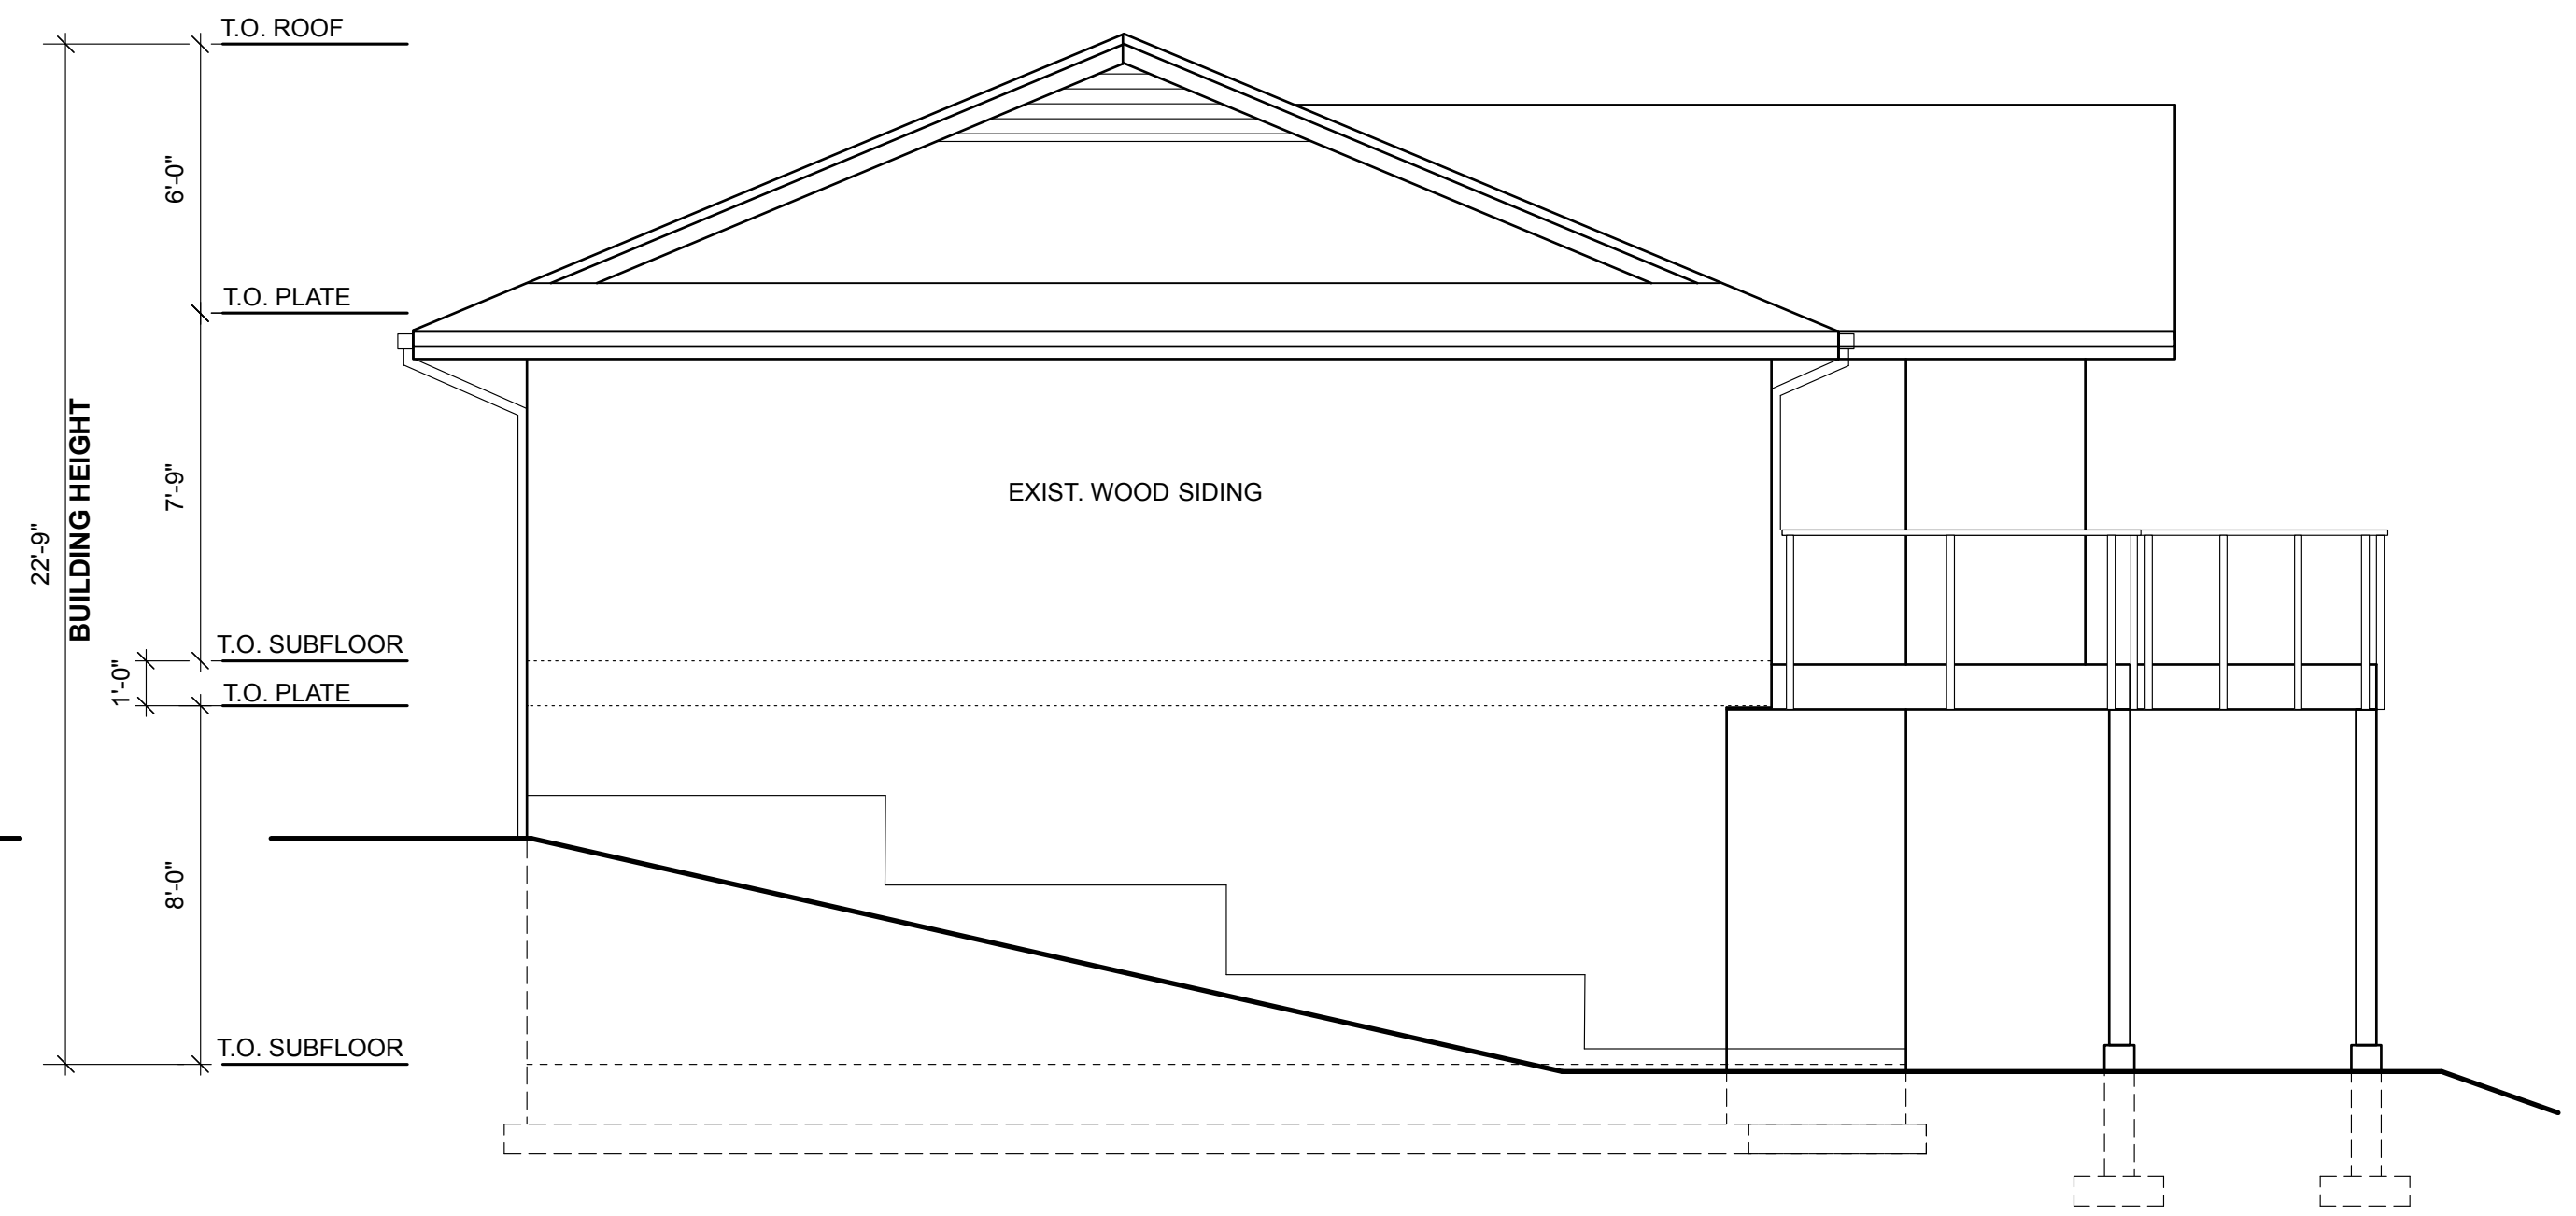 T.O. ROOF
6'-0"
T.O. PLATE
7'-9"
EXIST. WOOD SIDING
22'-9"
BUILDING HEIGHT
T.O. SUBFLOOR
1'-0"
T.O. PLATE
8'-0"
T.O. SUBFLOOR